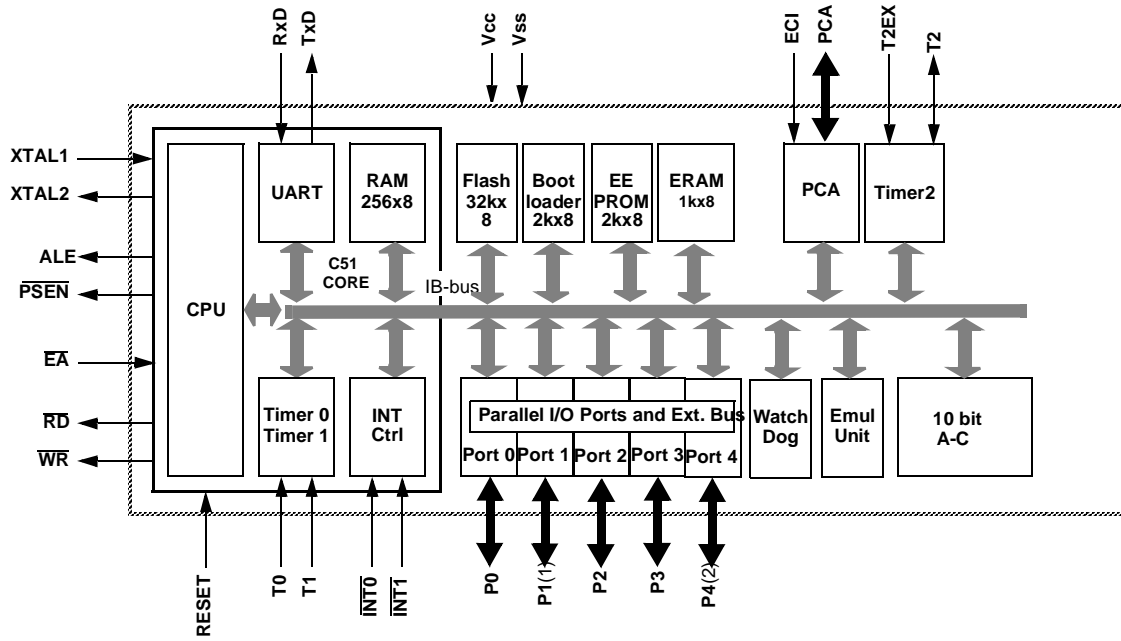 RxD
TxD
Vcc
Vss
ECI
PCA
T2EX
T2
XTAL1
XTAL2
ALE
PSEN
EA
RD
WR
CPU
UART
RAM
256x8
C51
CORE
IB-bus
Flash
32kx
8
Boot
loader
2kx8
EE
PROM
2kx8
ERAM
1kx8
PCA
Timer2
Timer 0
Timer 1
INT
Ctrl
Parallel I/O Ports and Ext. Bus
Port 0
Port 1
Port 2
Port 3
Port 4
Watch
Dog
Emul
Unit
10 bit
A-C
RESET
T0
T1
INT0
INT1
P0
P1(1)
P2
P3
P4(2)